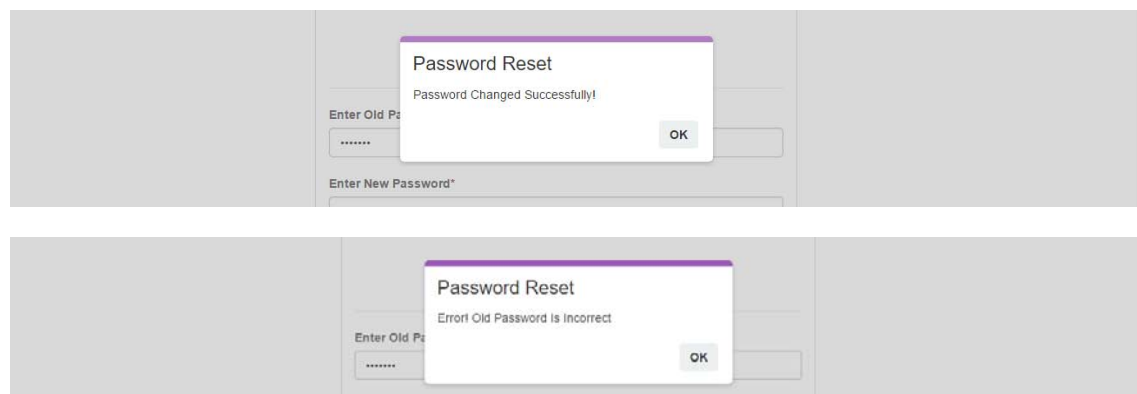 Password Reset
Password Changed Successfully!
Enter Old Pa
•••••••
OK
Enter New Password*
Password Reset
Error! Old Password is Incorrect
Enter Old Pa
•••••••
OK